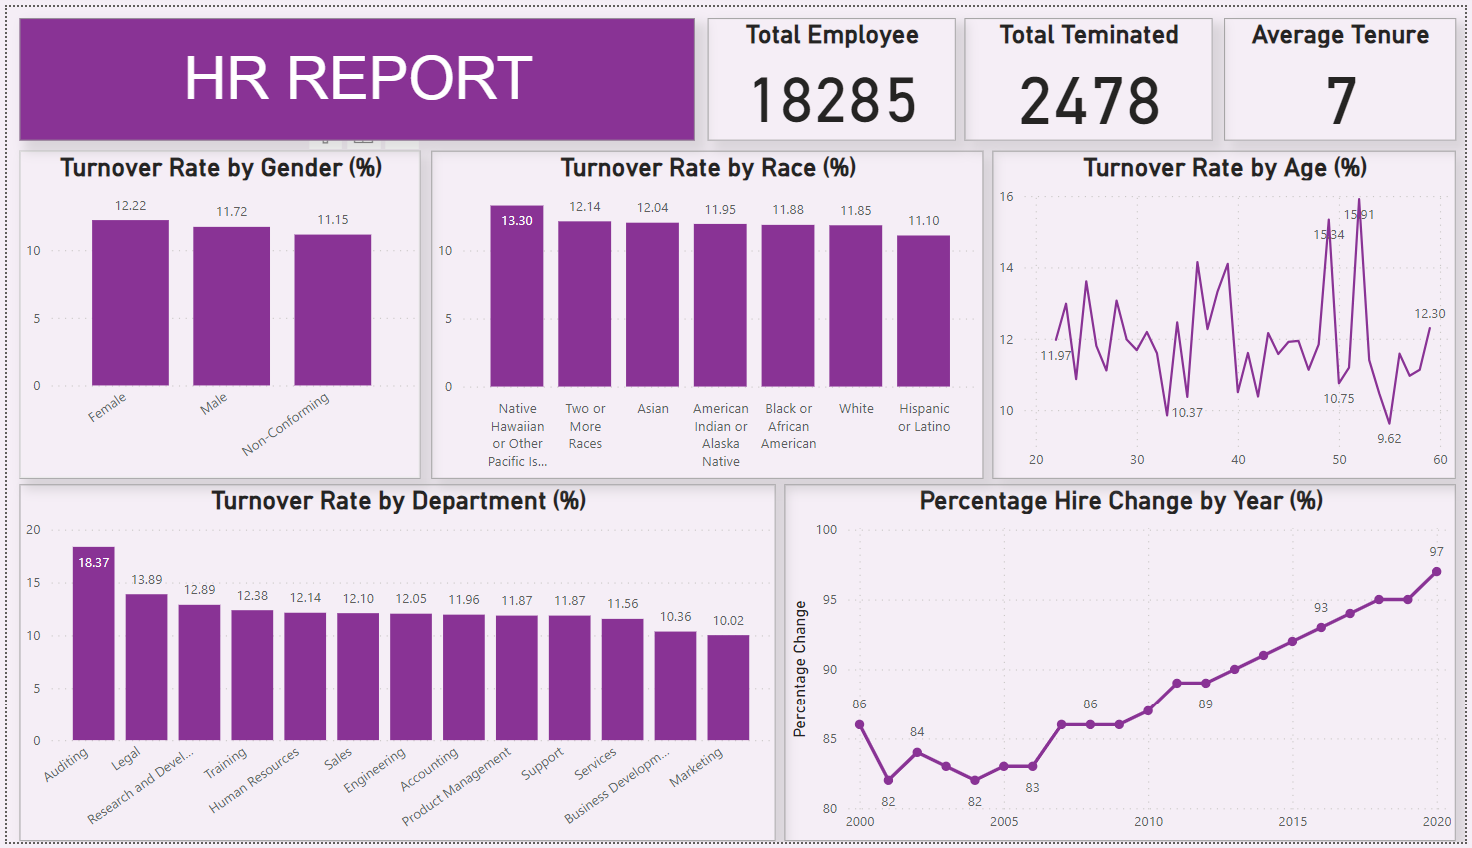 HR REPORT
Total Employee
18285
Total Teminated
2478
Average Tenure
7
Turnover Rate by Gender (%)
10
5
0
12.22
11.72
11.15
Female
Male
Non-Conforming
Turnover Rate by Race (%)
10
5
0
13.30
12.14
12.04
11.95
11.88
11.85
11.10
Native
Hawaiian
or Other
Pacific Is...
Two or
More
Races
Asian
American
Indian or
Alaska
Native
Black or
African
American
White
Hispanic
or Latino
Turnover Rate by Age (%)
16
14
12
10
11.97
10.37
15.34
10.75
15.91
9.62
12.30
20
30
40
50
60
Turnover Rate by Department (%)
20
15
10
5
0
18.37
13.89
12.89
12.38
12.14
12.10
12.05
11.96
11.87
11.87
11.56
10.36
10.02
Auditing
Legal
Research and Devel...
Training
Human Resources
Sales
Engineering
Accounting
Product Management
Support
Services
Business Developm...
Marketing
Percentage Hire Change by Year (%)
Percentage Change
100
95
90
85
80
86
82
84
82
83
86
89
93
97
2000
2005
2010
2015
2020